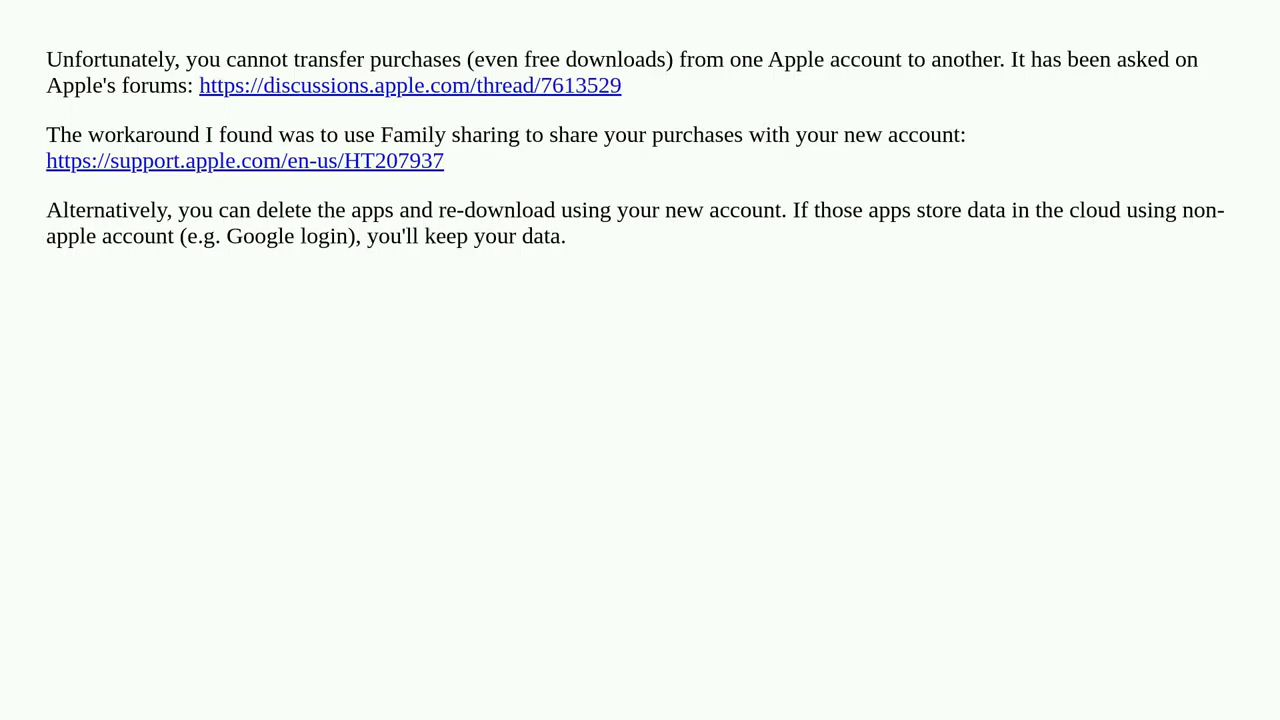 Unfortunately, you cannot transfer purchases (even free downloads) from one Apple account to another. It has been asked on
Apple's forums: https://discussions.apple.com/thread/7613529
The workaround I found was to use Family sharing to share your purchases with your new account:
https://support.apple.com/en-us/HT207937
Alternatively, you can delete the apps and re-download using your new account. If those apps store data in the cloud using non-
apple account (e.g. Google login), you'll keep your data.